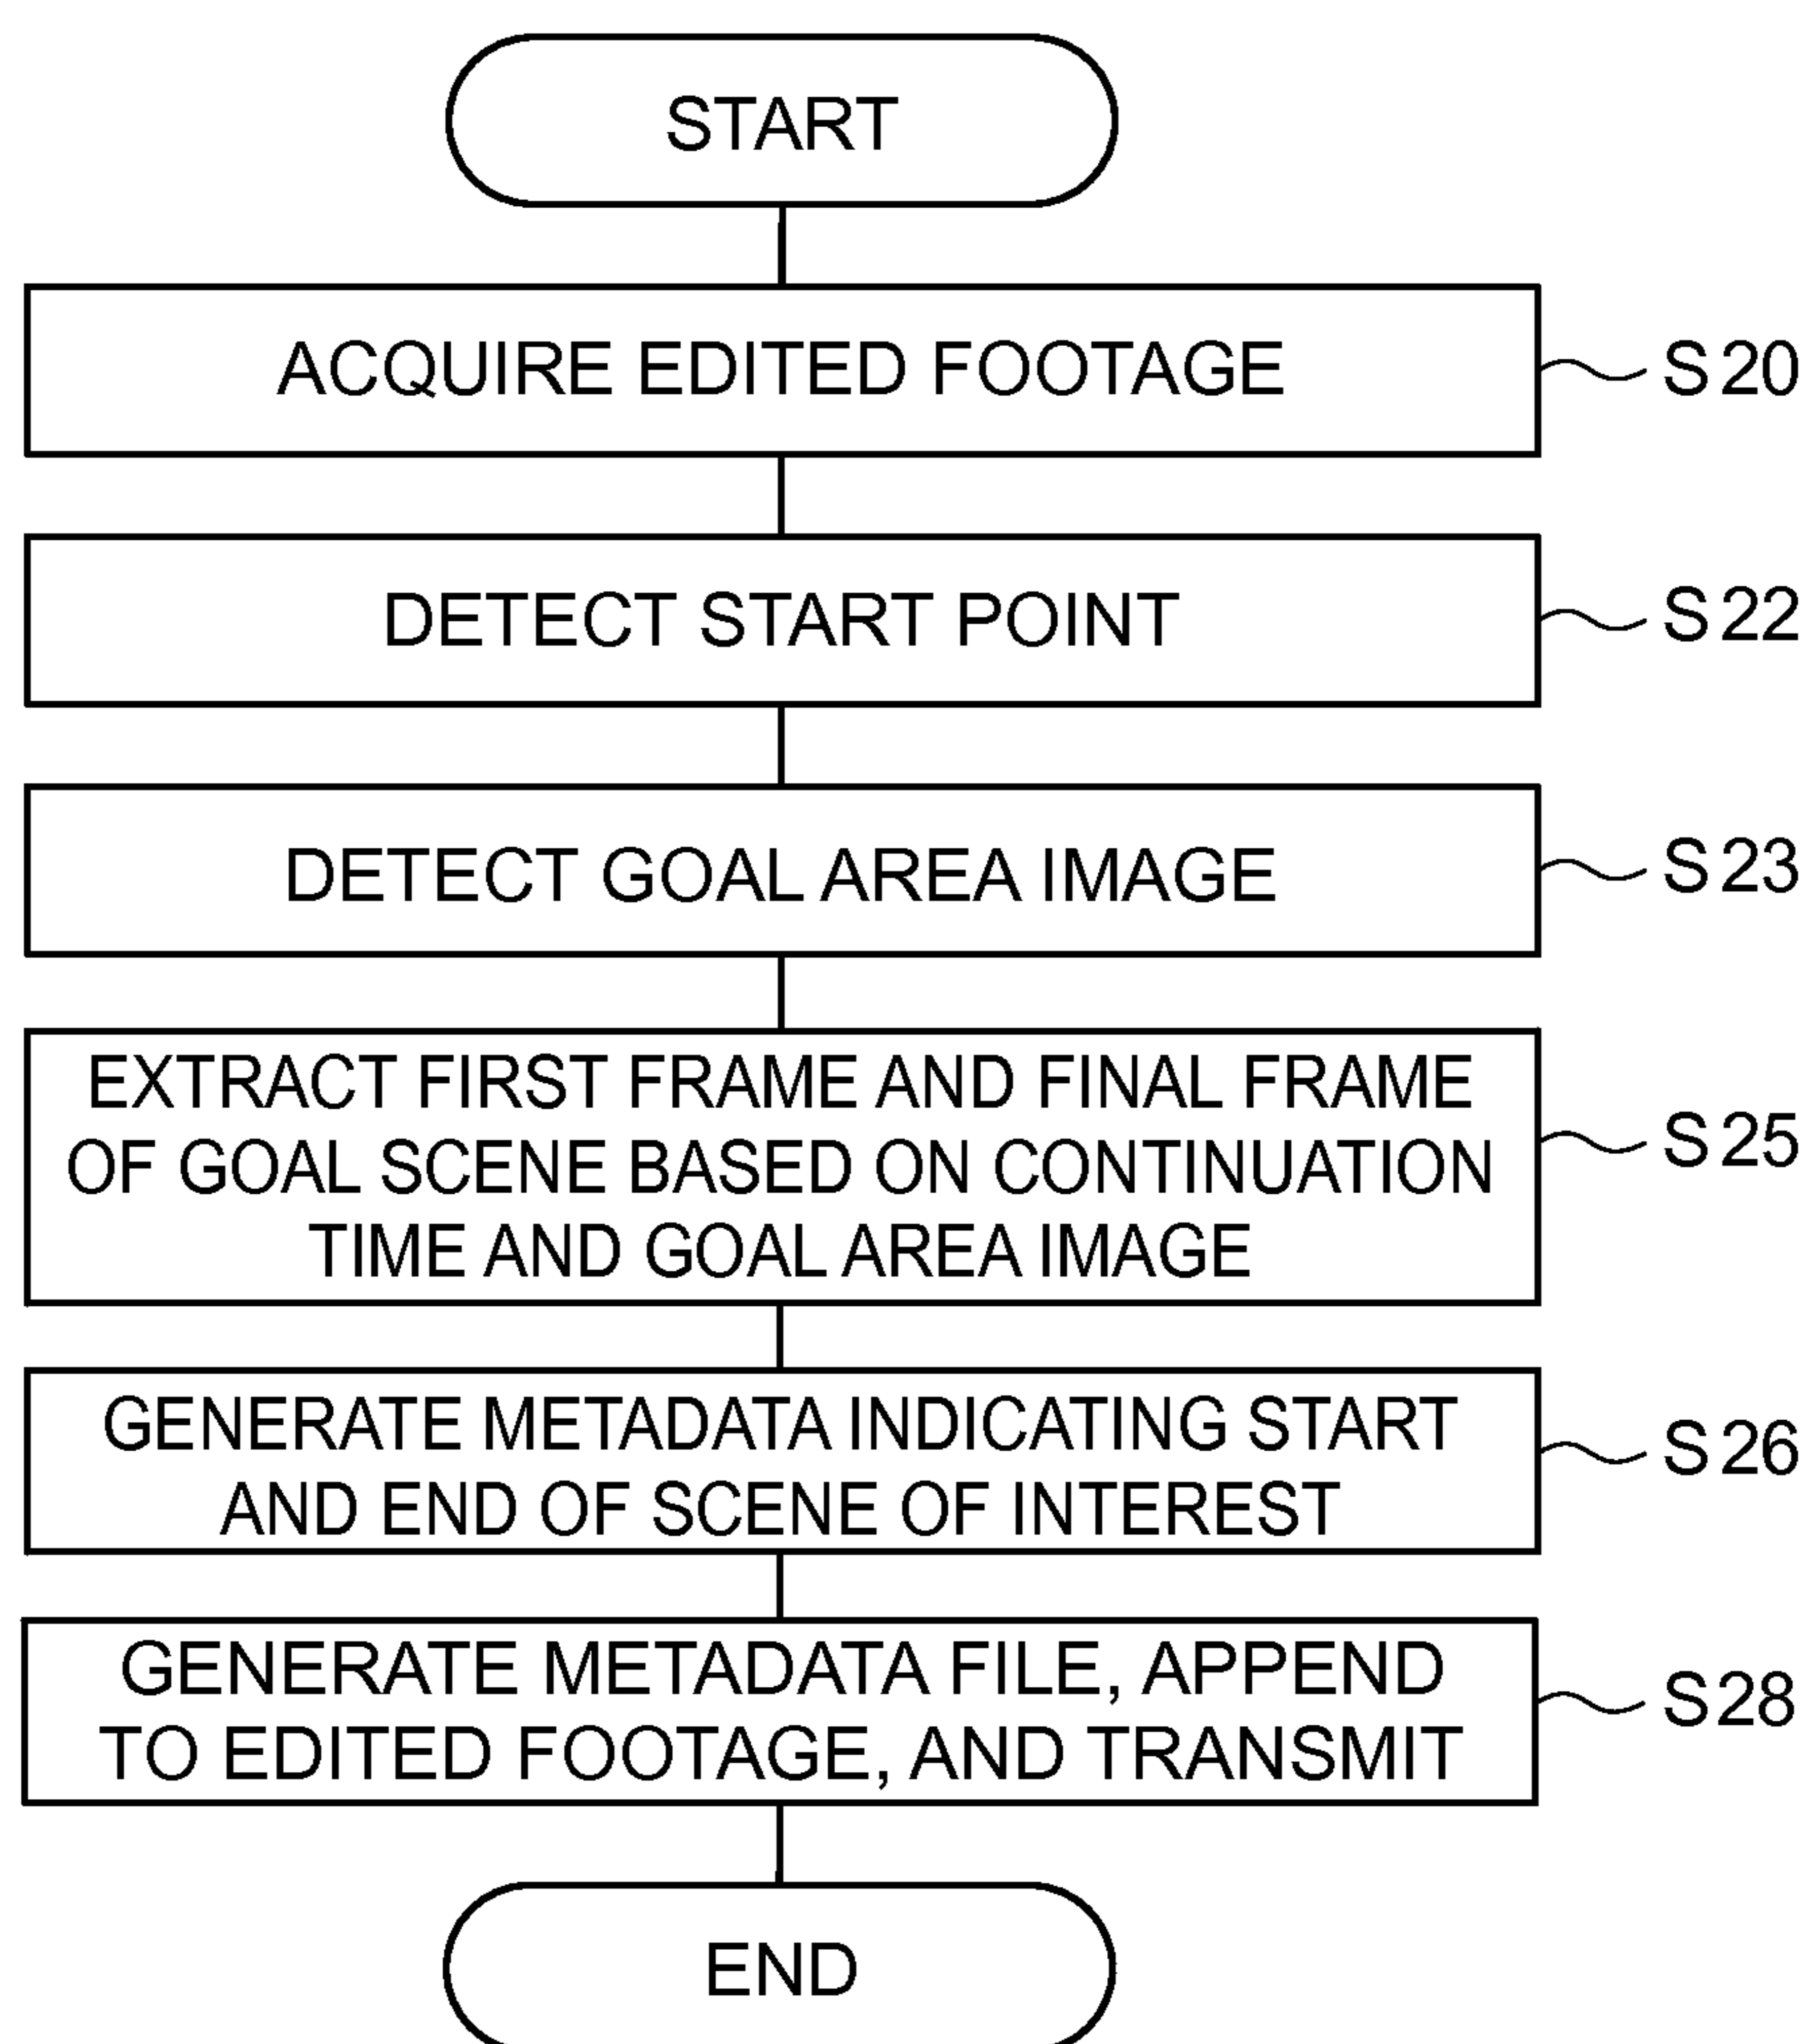 START
ACQUIRE EDITED FOOTAGE
S20
DETECT START POINT
S22
DETECT GOAL AREA IMAGE
S23
EXTRACT FIRST FRAME AND FINAL FRAME
OF GOAL SCENE BASED ON CONTINUATION
TIME AND GOAL AREA IMAGE
S25
GENERATE METADATA INDICATING START
AND END OF SCENE OF INTEREST
S26
GENERATE METADATA FILE, APPEND
TO EDITED FOOTAGE, AND TRANSMIT
S28
END